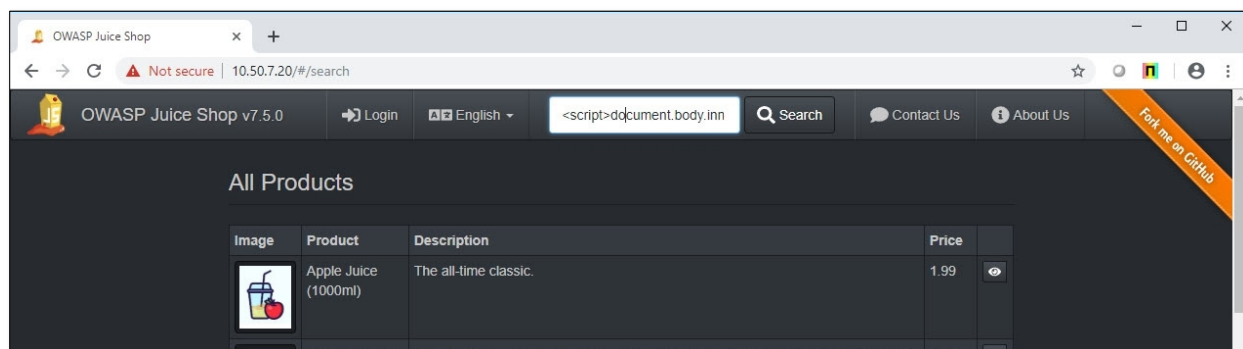 OWASP Juice Shop
Not secure | 10.50.7.20/#/search
OWASP Juice Shop v7.5.0 Login English <script>document.body.inn Search Contact Us About Us
Fork me on GitHub
All Products
Image Product Description Price
Apple Juice (1000ml) The all-time classic. 1.99